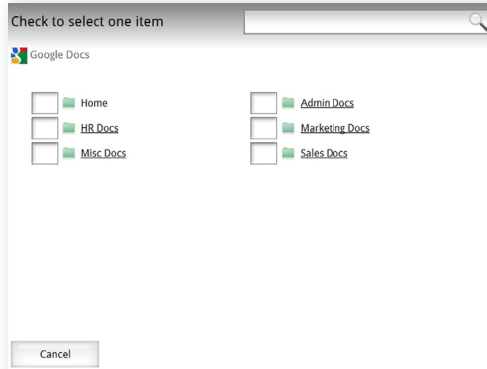 Check to select one item
Google Docs
Home
Admin Docs
HR Docs
Marketing Docs
Misc Docs
Sales Docs
Cancel